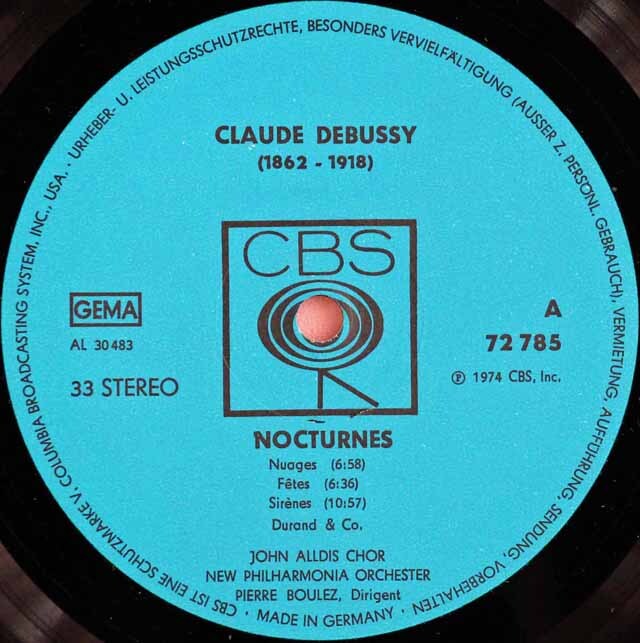 URHEBER- U. LEISTUNGSSCHUTZRECHTE, BESONDERS VERVIELFÄLTIGUNG (AUSSER Z. PERSÖNL. GEBRAUCH), VERMIETUNG, AUFFÜHRUNG, SENDUNG, VORBEHALTEN
CLAUDE DEBUSSY
(1862 - 1918)
CBS
GEMA
AL 30 483
33 STEREO
A
72 785
℗ 1974 CBS, Inc.
NOCTURNES
Nuages (6:58)
Fêtes (6:36)
Sirènes (10:57)
Durand & Co.
JOHN ALLDIS CHOR
NEW PHILHARMONIA ORCHESTER
PIERRE BOULEZ, Dirigent
· MADE IN GERMANY ·
CBS IST EINE SCHUTZMARKE V. COLUMBIA BROADCASTING SYSTEM, INC., USA. ·